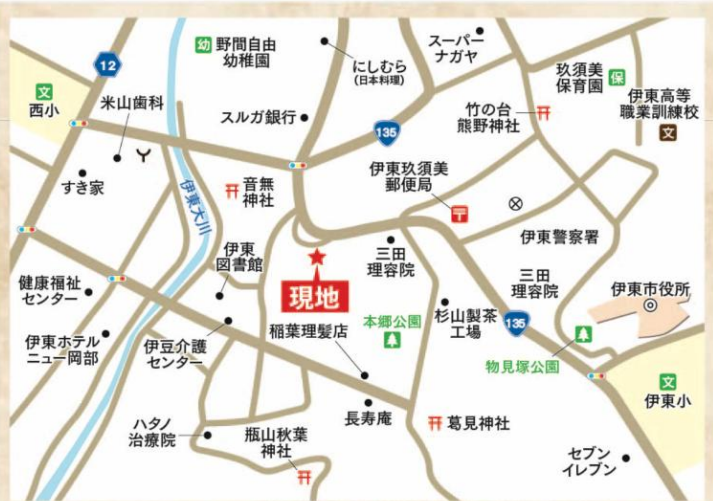 12
文
西小
米山歯科
すき家
幼
野間自由
幼稚園
にしむら
(日本料理)
スルガ銀行
スーパー
ナガヤ
135
竹の台
熊野神社
玖須美
保育園
保
伊東高等
職業訓練校
文
伊東玖須美
郵便局
〒
伊東警察署
音無
神社
伊東大川
伊東
図書館
現地
三田
理容院
三田
理容院
伊東市役所
健康福祉
センター
伊東ホテル
ニュー岡部
伊豆介護
センター
稲葉理髪店
本郷公園
杉山製茶
工場
135
物見塚公園
文
伊東小
ハタノ
治療院
瓶山秋葉
神社
長寿庵
葛見神社
セブン
イレブン